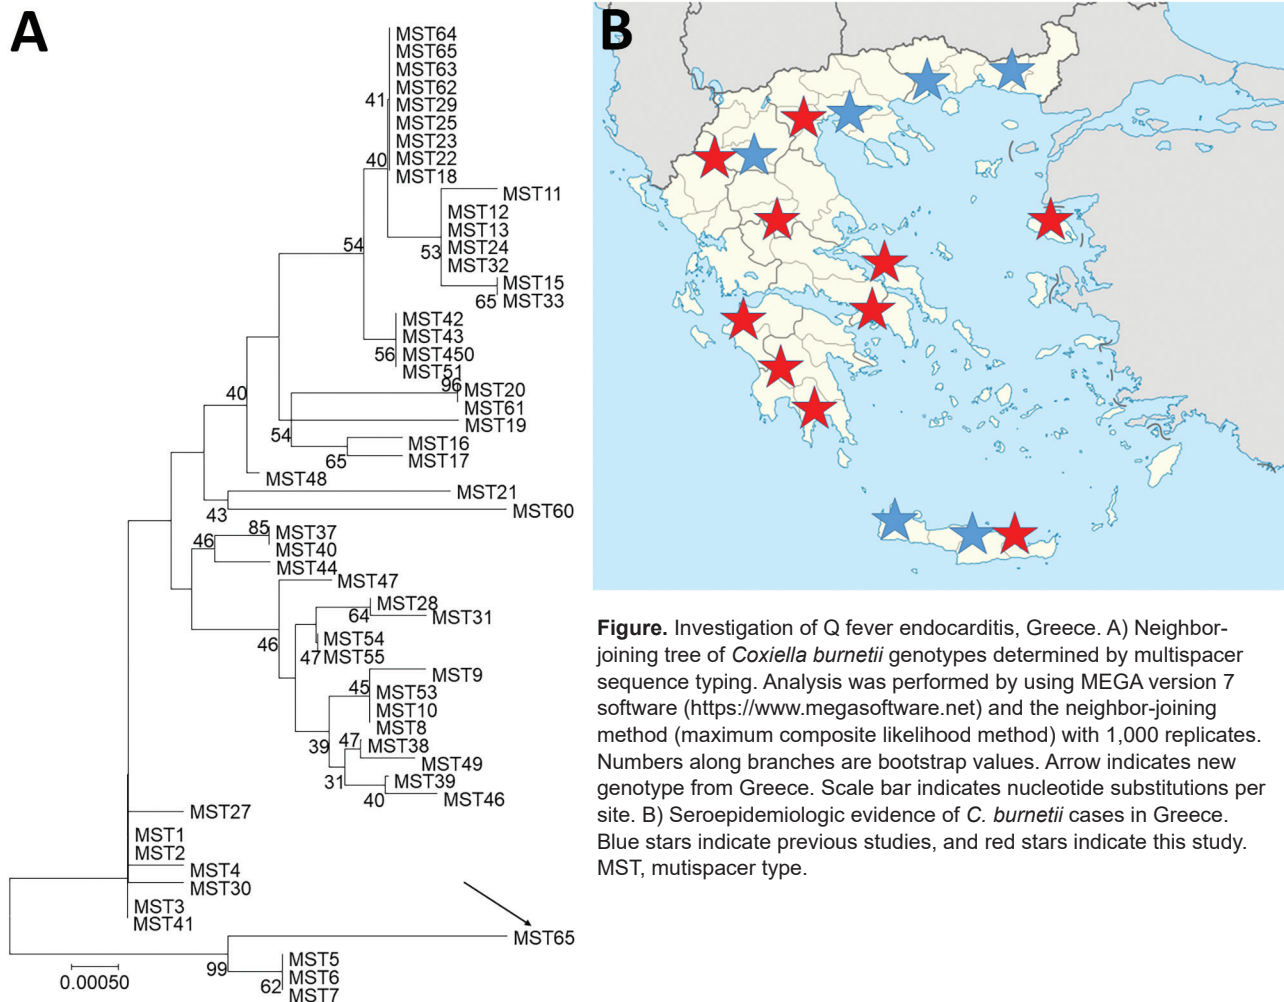 A
MST64
MST65
MST63
MST62
41
MST29
MST25
MST23
MST22
40
MST18
MST11
MST12
MST13
MST24
54
53
MST32
MST15
65
MST33
MST42
MST43
56
MST450
MST51
96
MST20
40
MST61
MST19
54
MST16
65
MST17
MST48
MST21
43
MST60
85
MST37
46
MST40
MST44
MST47
MST28
64
MST31
46
MST54
47
MST55
MST9
45
MST53
MST10
MST8
39
47
MST38
MST49
31
MST39
40
MST46
MST27
MST1
MST2
MST4
MST30
MST3
MST41
MST65
99
MST5
62
MST6
MST7
0.00050
B
Figure. Investigation of Q fever endocarditis, Greece. A) Neighbor-
joining tree of Coxiella burnetii genotypes determined by multispacer
sequence typing. Analysis was performed by using MEGA version 7
software (https://www.megasoftware.net) and the neighbor-joining
method (maximum composite likelihood method) with 1,000 replicates.
Numbers along branches are bootstrap values. Arrow indicates new
genotype from Greece. Scale bar indicates nucleotide substitutions per
site. B) Seroepidemiologic evidence of C. burnetii cases in Greece.
Blue stars indicate previous studies, and red stars indicate this study.
MST, mutispacer type.